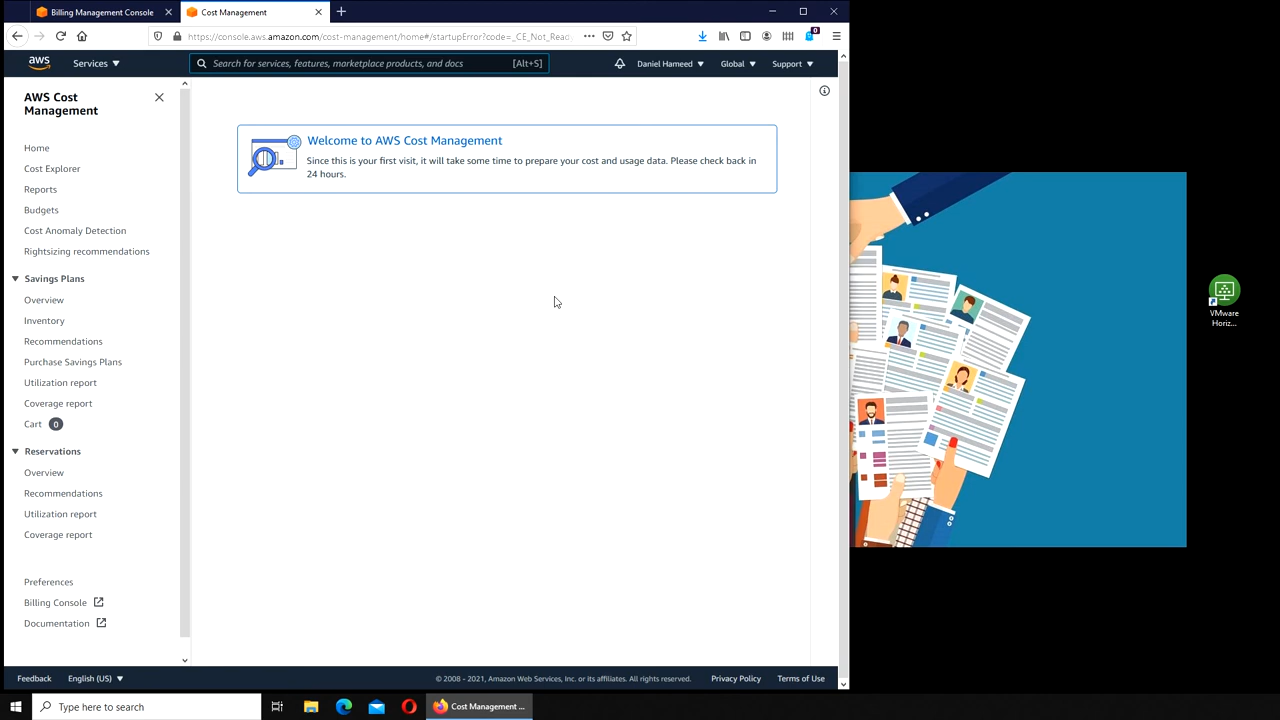 Billing Management Console
Cost Management
https://console.aws.amazon.com/cost-management/home#/startupError?code=_CE_Not_Read
0
aws
Services
Search for services, features, marketplace products, and docs
[Alt+S]
Daniel Hameed
Global
Support
AWS Cost
Management
Home
Cost Explorer
Reports
Budgets
Cost Anomaly Detection
Rightsizing recommendations
Savings Plans
Overview
Inventory
Recommendations
Purchase Savings Plans
Utilization report
Coverage report
Cart 0
Reservations
Overview
Recommendations
Utilization report
Coverage report
Preferences
Billing Console
Documentation
Welcome to AWS Cost Management
Since this is your first visit, it will take some time to prepare your cost and usage data. Please check back in
24 hours.
VMware
Horiz...
Feedback
English (US)
© 2008 - 2021, Amazon Web Services, Inc. or its affiliates. All rights reserved.
Privacy Policy
Terms of Use
Type here to search
Cost Management ...